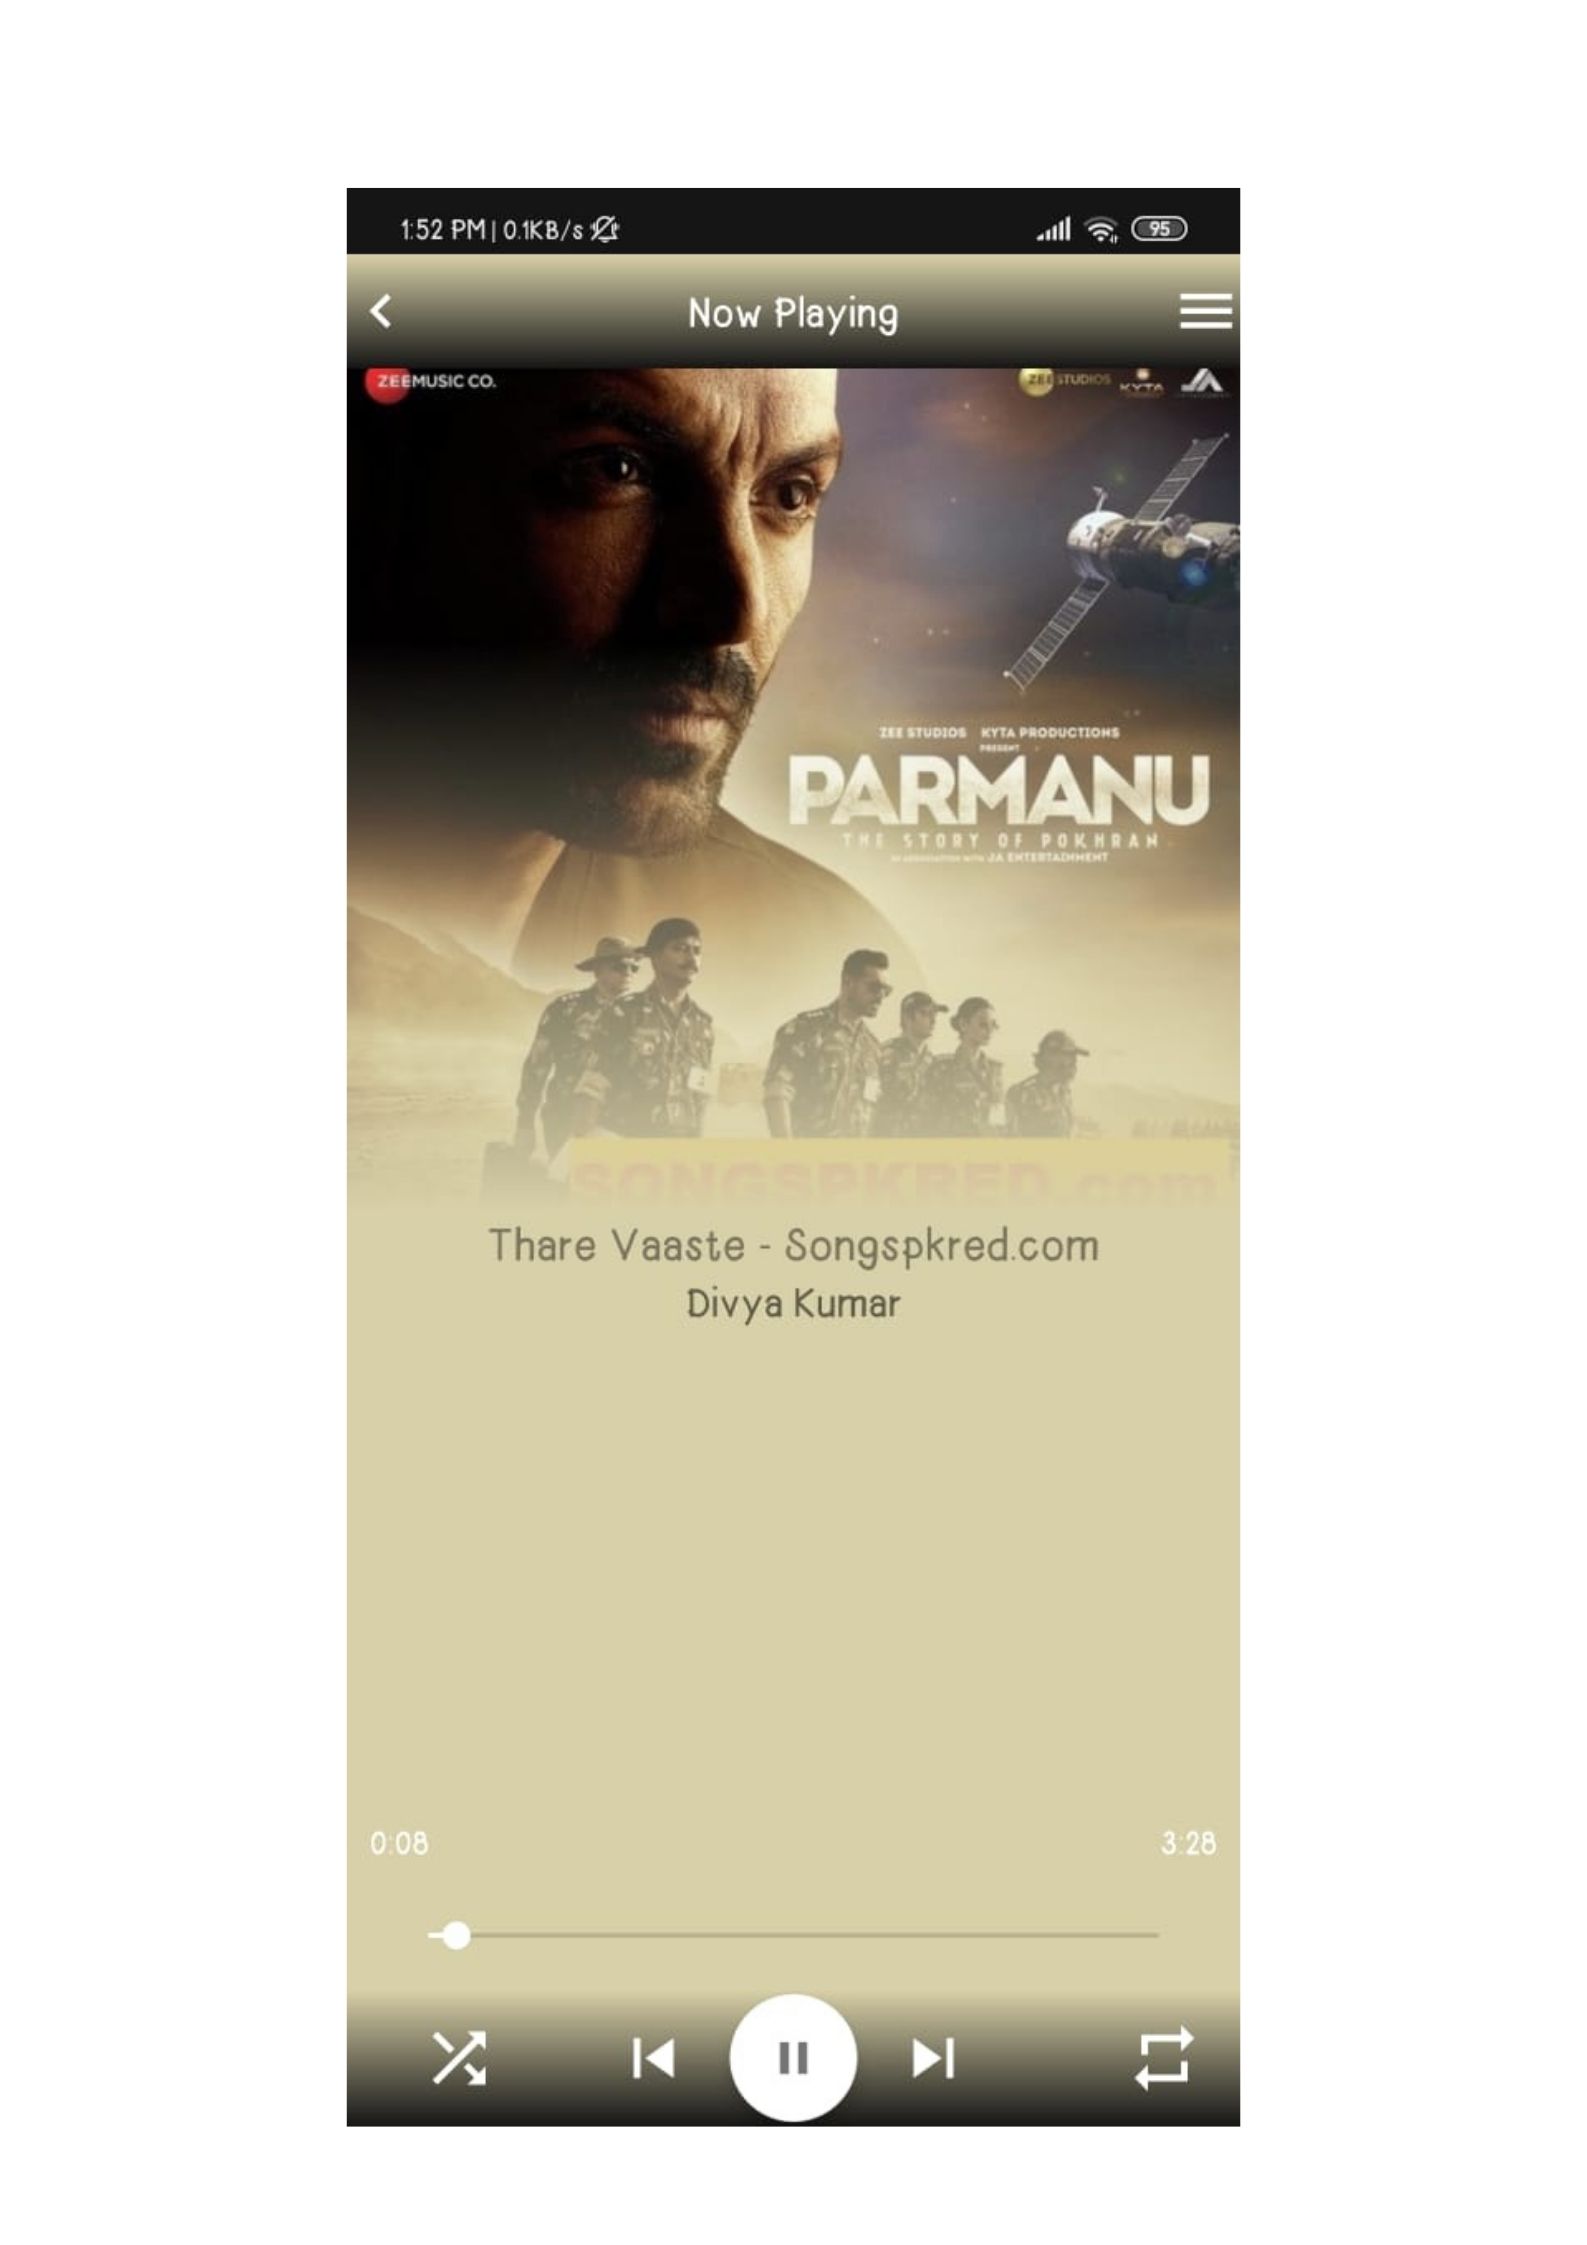 1:52 PM | 0.1KB/s
95
Now Playing
ZEE MUSIC CO.
ZEE STUDIOS KYTA
ZEE STUDIOS KYTA PRODUCTIONS
PRESENT
PARMANU
THE STORY OF POKHRAN
IN ASSOCIATION WITH JA ENTERTAINMENT
SONGSPKRED.com
Thare Vaaste - Songspkred.com
Divya Kumar
0:08
3:28